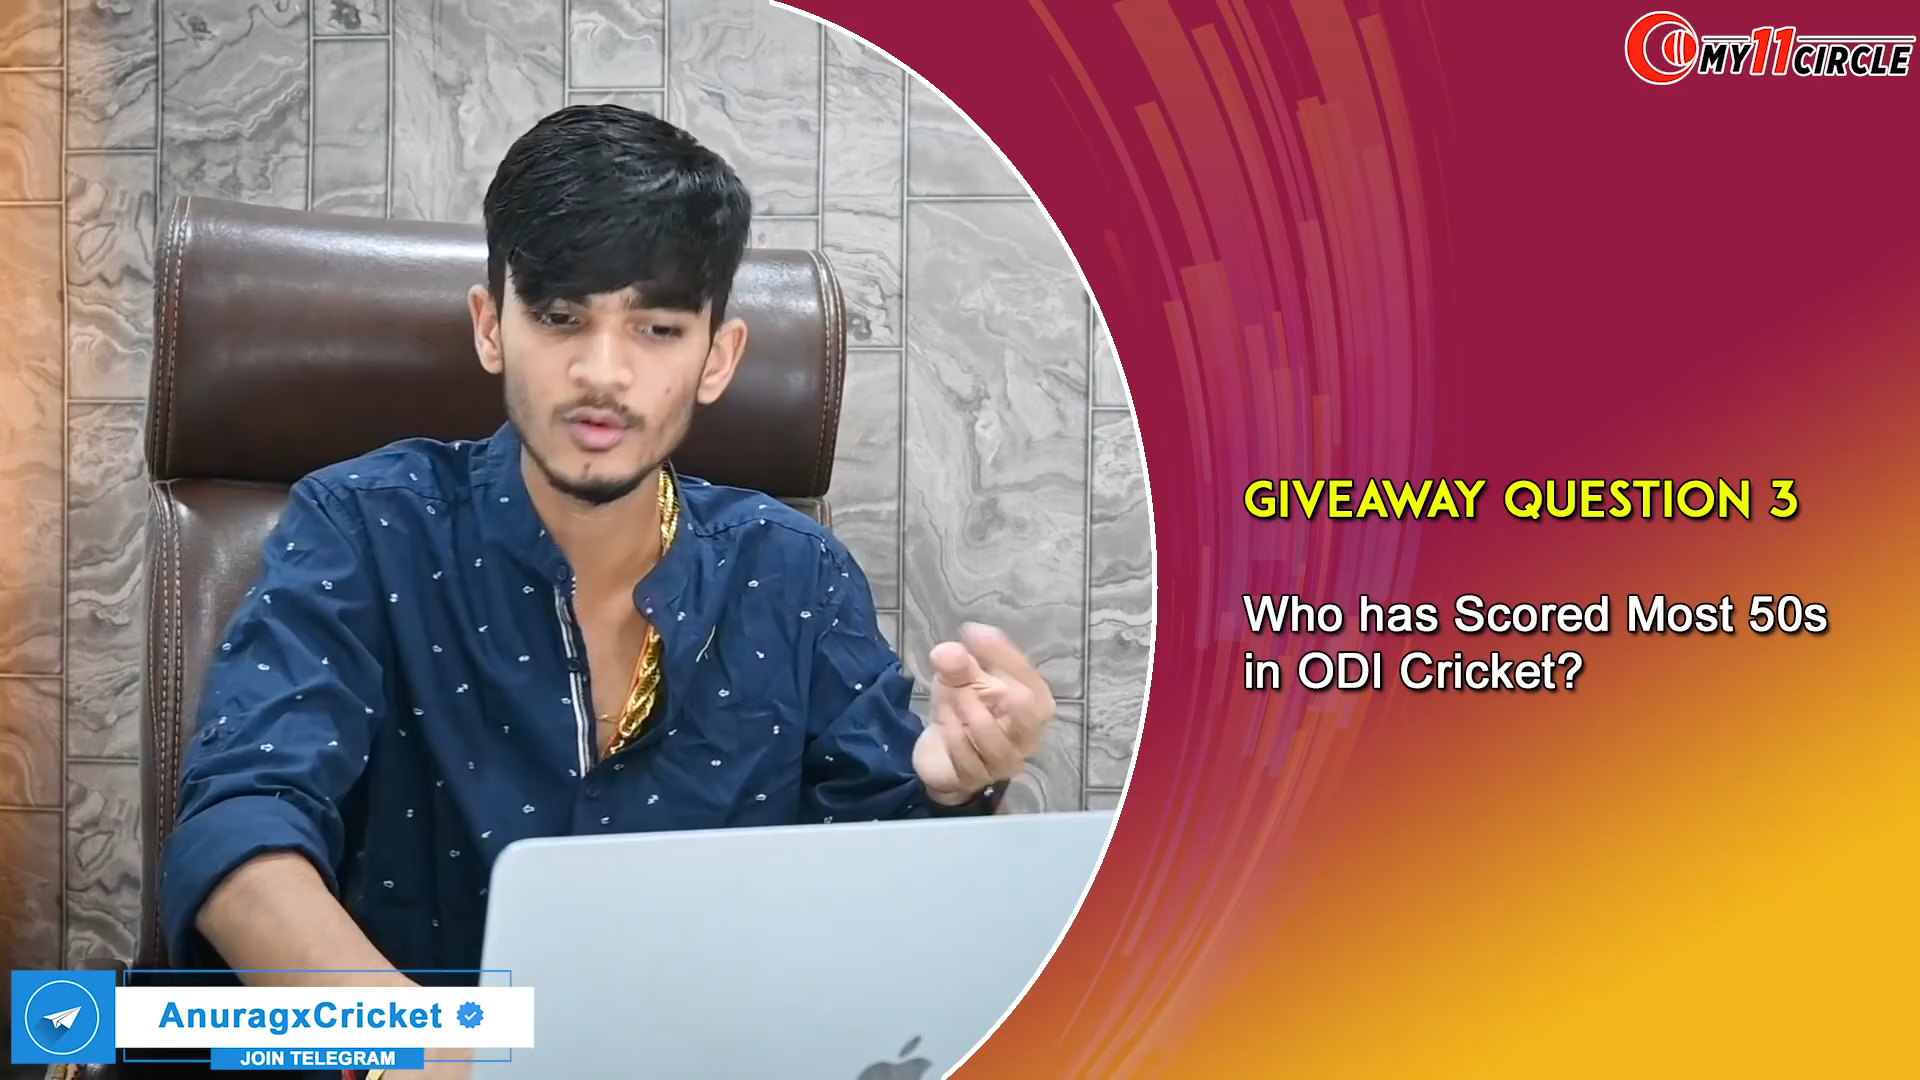 MY11CIRCLE
GIVEAWAY QUESTION 3
Who has Scored Most 50s
in ODI Cricket?
AnuragxCricket
JOIN TELEGRAM